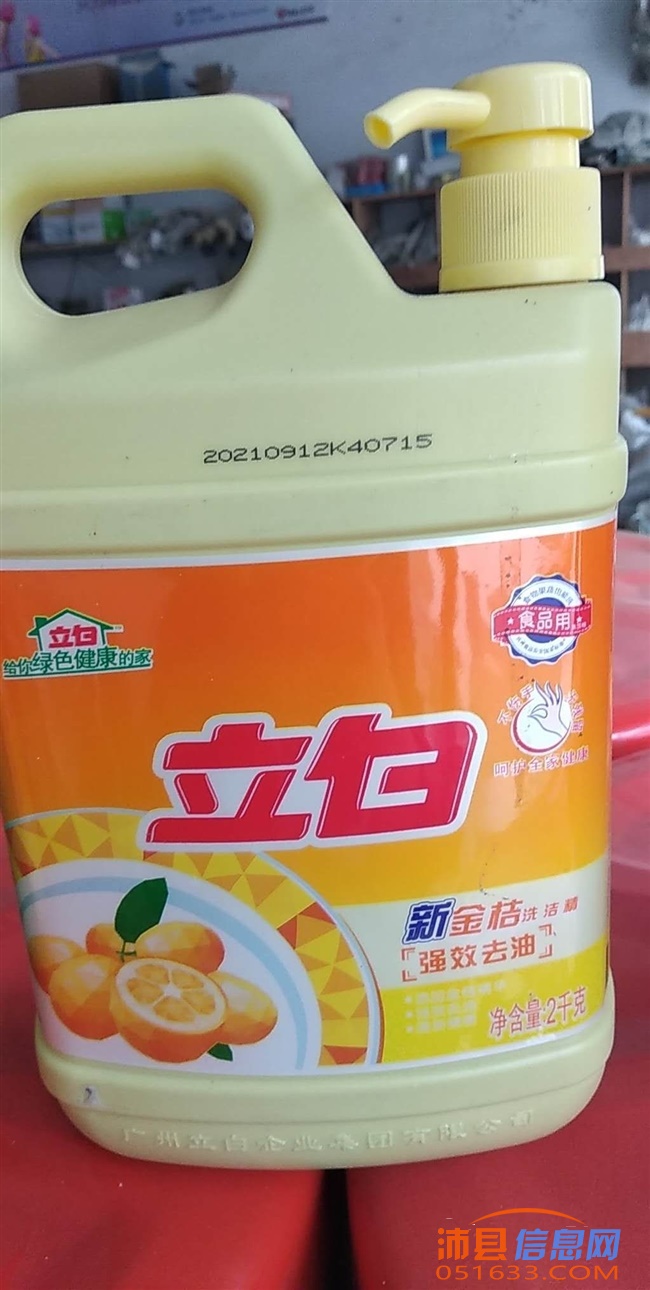 20210912K40715
立白
给你绿色健康的家
食品用
不伤手
呵护全家健康
立白
新金桔洗洁精
强效去油
净含量:2千克
广州立白企业集团有限公司
沛县信息网
051633.COM